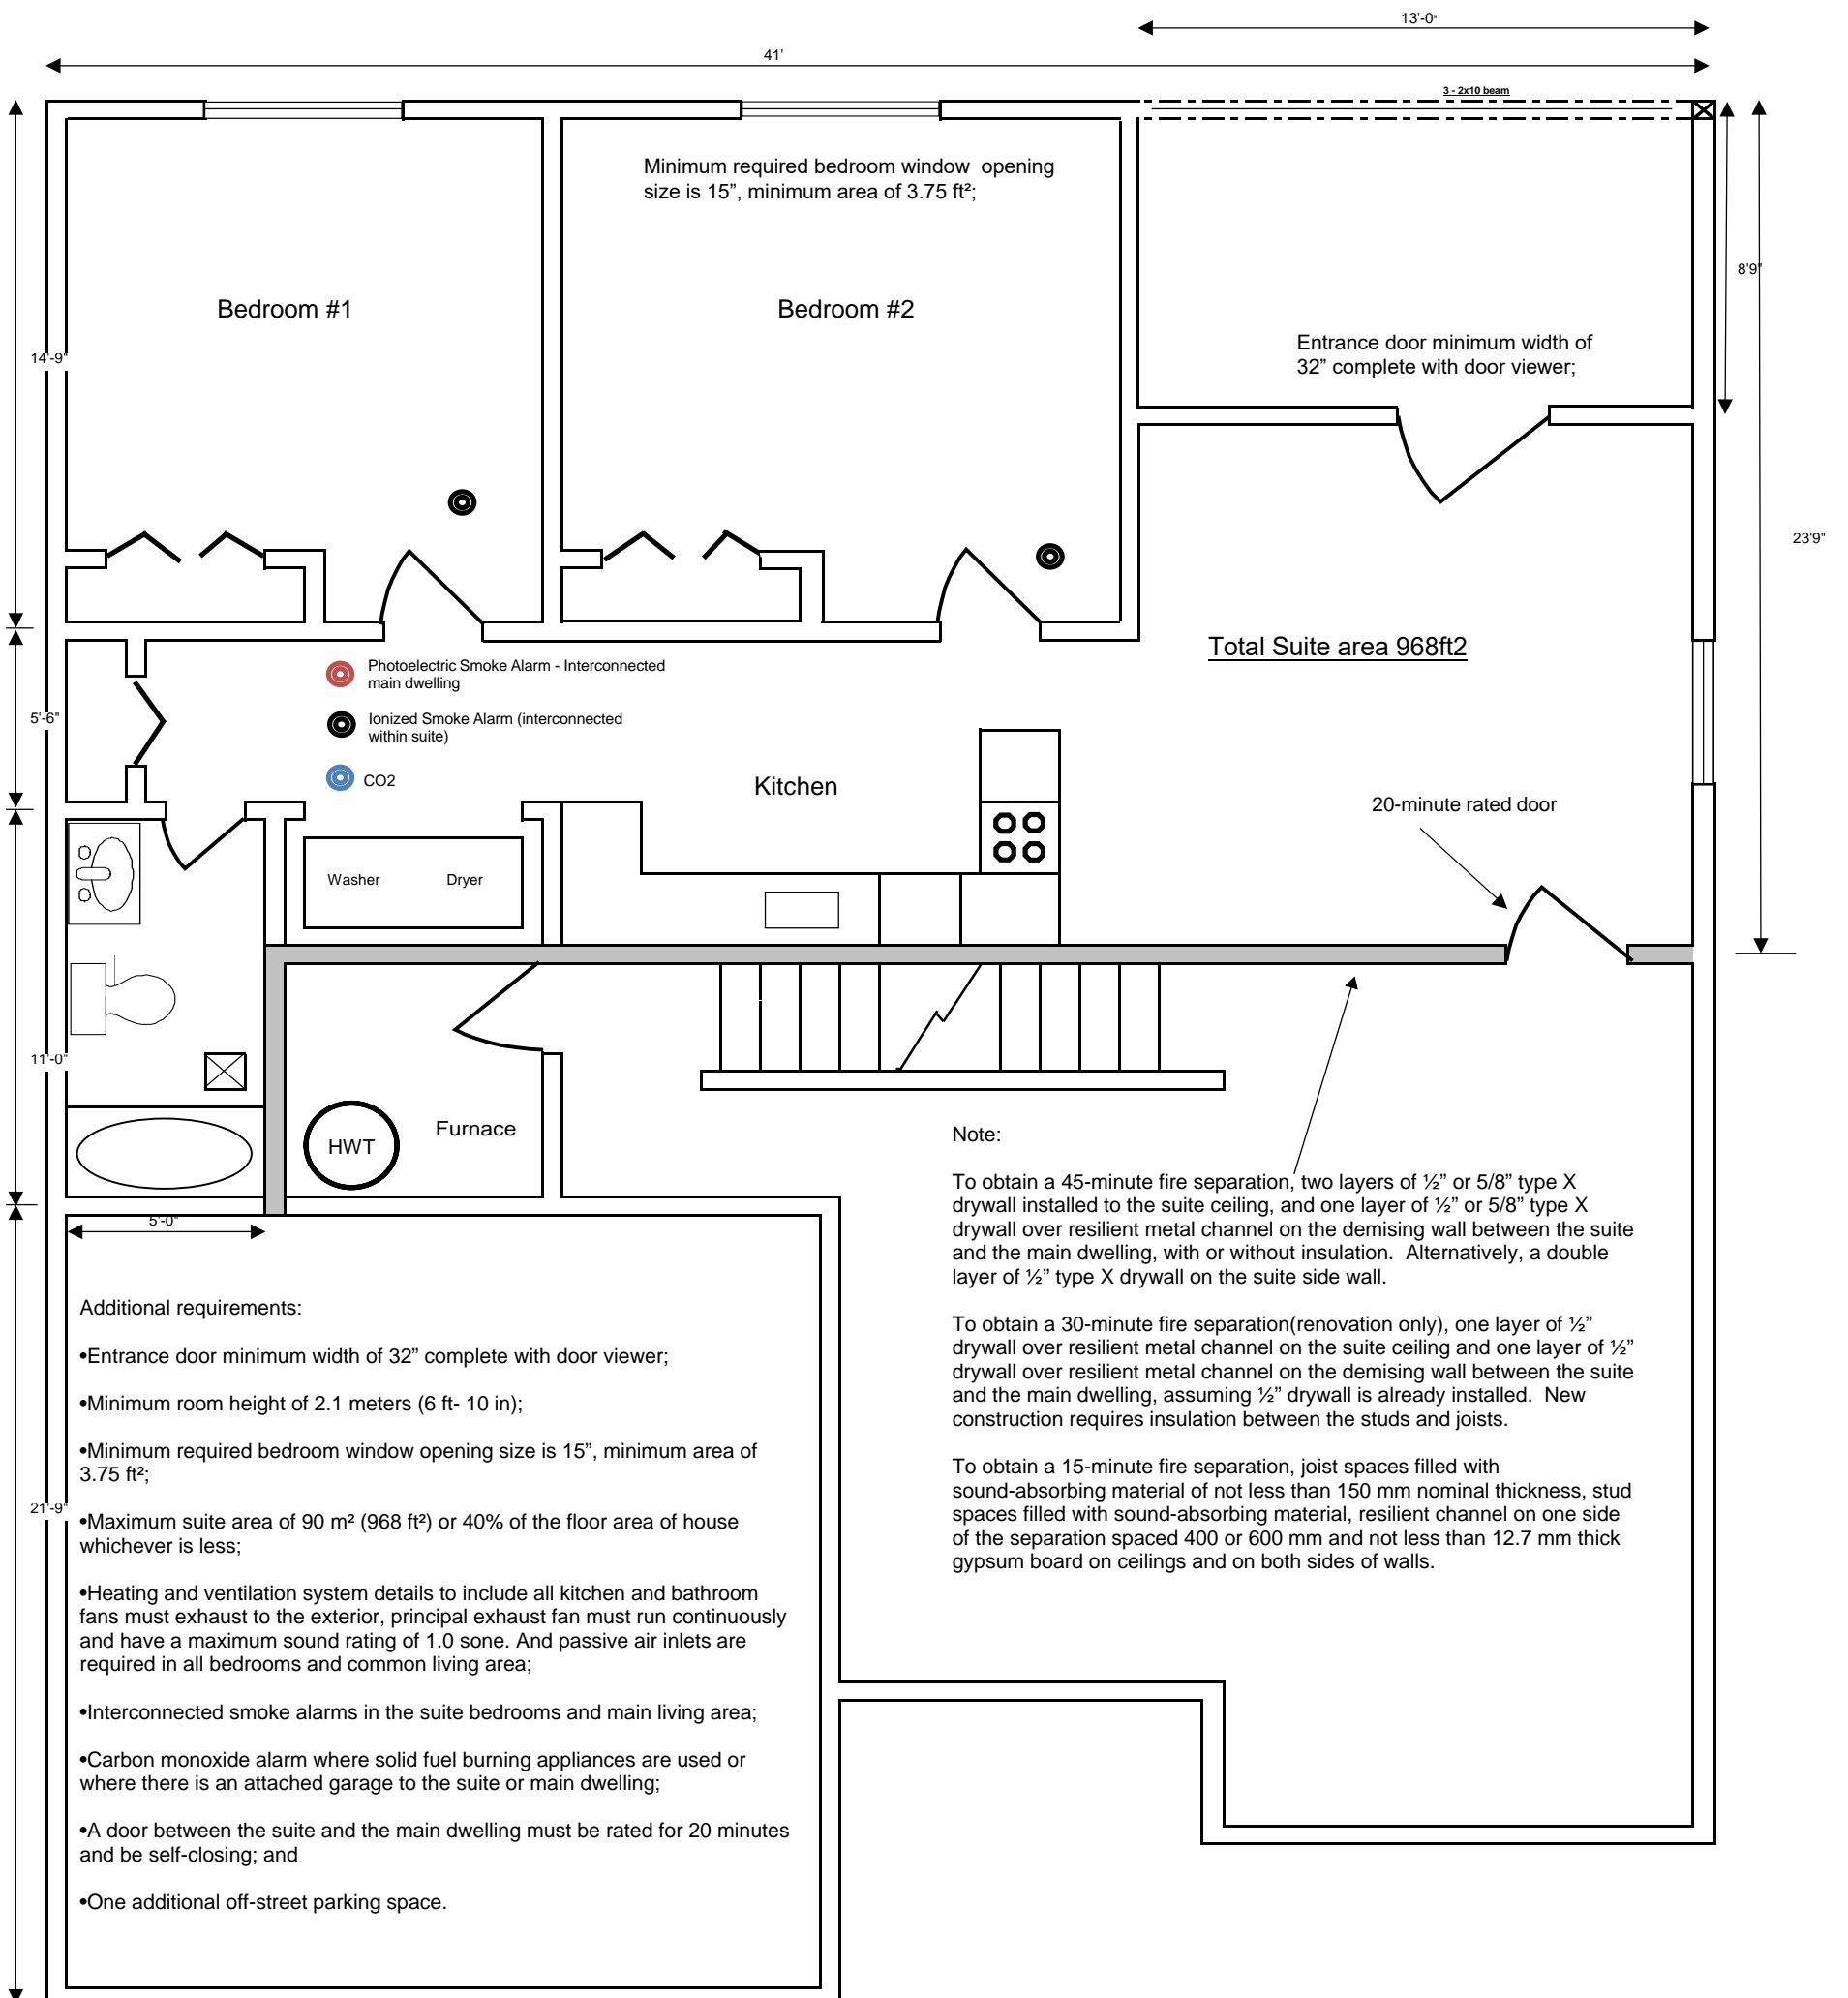 13'-0"
41'
3 - 2x10 beam
Minimum required bedroom window opening
size is 15”, minimum area of 3.75 ft²;
8'9"
Bedroom #1
Bedroom #2
Entrance door minimum width of
32” complete with door viewer;
14'-9"
23'9"
Total Suite area 968ft2
Photoelectric Smoke Alarm - Interconnected
main dwelling
5'-6"
Ionized Smoke Alarm (interconnected
within suite)
CO2
Kitchen
20-minute rated door
Washer
Dryer
11'-0"
Furnace
HWT
5'-0"
Note:
To obtain a 45-minute fire separation, two layers of ½” or 5/8” type X
drywall installed to the suite ceiling, and one layer of ½” or 5/8” type X
drywall over resilient metal channel on the demising wall between the suite
and the main dwelling, with or without insulation. Alternatively, a double
layer of ½” type X drywall on the suite side wall.
To obtain a 30-minute fire separation(renovation only), one layer of ½”
drywall over resilient metal channel on the suite ceiling and one layer of ½”
drywall over resilient metal channel on the demising wall between the suite
and the main dwelling, assuming ½” drywall is already installed. New
construction requires insulation between the studs and joists.
To obtain a 15-minute fire separation, joist spaces filled with
sound-absorbing material of not less than 150 mm nominal thickness, stud
spaces filled with sound-absorbing material, resilient channel on one side
of the separation spaced 400 or 600 mm and not less than 12.7 mm thick
gypsum board on ceilings and on both sides of walls.
Additional requirements:
•Entrance door minimum width of 32” complete with door viewer;
•Minimum room height of 2.1 meters (6 ft- 10 in);
•Minimum required bedroom window opening size is 15”, minimum area of
3.75 ft²;
21'-9"
•Maximum suite area of 90 m² (968 ft²) or 40% of the floor area of house
whichever is less;
•Heating and ventilation system details to include all kitchen and bathroom
fans must exhaust to the exterior, principal exhaust fan must run continuously
and have a maximum sound rating of 1.0 sone. And passive air inlets are
required in all bedrooms and common living area;
•Interconnected smoke alarms in the suite bedrooms and main living area;
•Carbon monoxide alarm where solid fuel burning appliances are used or
where there is an attached garage to the suite or main dwelling;
•A door between the suite and the main dwelling must be rated for 20 minutes
and be self-closing; and
•One additional off-street parking space.